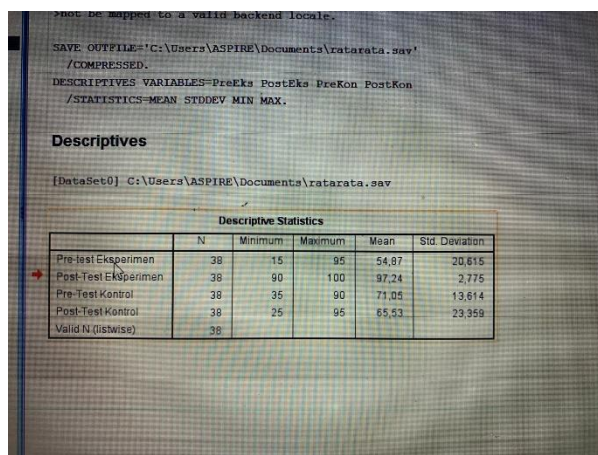 >not be mapped to a valid backend locale.
SAVE OUTFILE='C:\Users\ASPIRE\Documents\ratarata.sav'
/COMPRESSED.
DESCRIPTIVES VARIABLES=PreEks PostEks PreKon PostKon
/STATISTICS=MEAN STDDEV MIN MAX.
Descriptives
[DataSet0] C:\Users\ASPIRE\Documents\ratarata.sav
Descriptive Statistics
N Minimum Maximum Mean Std. Deviation
Pre-test Eksperimen 38 15 95 54,87 20,615
Post-Test Eksperimen 38 90 100 97,24 2,775
Pre-Test Kontrol 38 35 90 71,05 13,614
Post-Test Kontrol 38 25 95 65,53 23,359
Valid N (listwise) 38